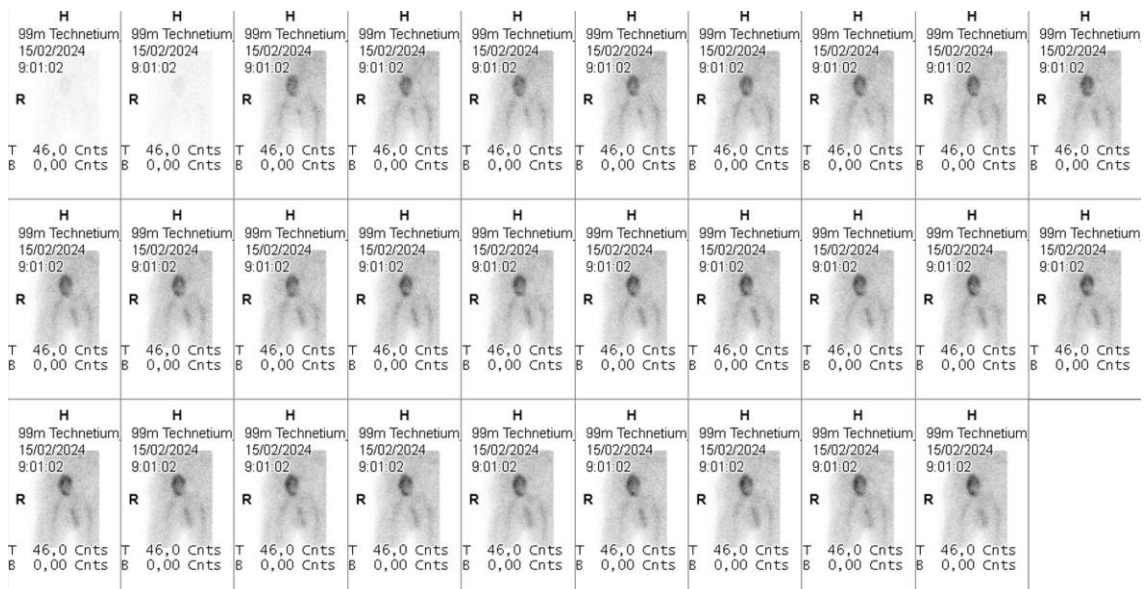 H
99m Technetium
15/02/2024
9:01:02
R
T 46,0 Cnts
B 0,00 Cnts
H
99m Technetium
15/02/2024
9:01:02
R
T 46,0 Cnts
B 0,00 Cnts
H
99m Technetium
15/02/2024
9:01:02
R
T 46,0 Cnts
B 0,00 Cnts
H
99m Technetium
15/02/2024
9:01:02
R
T 46,0 Cnts
B 0,00 Cnts
H
99m Technetium
15/02/2024
9:01:02
R
T 46,0 Cnts
B 0,00 Cnts
H
99m Technetium
15/02/2024
9:01:02
R
T 46,0 Cnts
B 0,00 Cnts
H
99m Technetium
15/02/2024
9:01:02
R
T 46,0 Cnts
B 0,00 Cnts
H
99m Technetium
15/02/2024
9:01:02
R
T 46,0 Cnts
B 0,00 Cnts
H
99m Technetium
15/02/2024
9:01:02
R
T 46,0 Cnts
B 0,00 Cnts
H
99m Technetium
15/02/2024
9:01:02
R
T 46,0 Cnts
B 0,00 Cnts
H
99m Technetium
15/02/2024
9:01:02
R
T 46,0 Cnts
B 0,00 Cnts
H
99m Technetium
15/02/2024
9:01:02
R
T 46,0 Cnts
B 0,00 Cnts
H
99m Technetium
15/02/2024
9:01:02
R
T 46,0 Cnts
B 0,00 Cnts
H
99m Technetium
15/02/2024
9:01:02
R
T 46,0 Cnts
B 0,00 Cnts
H
99m Technetium
15/02/2024
9:01:02
R
T 46,0 Cnts
B 0,00 Cnts
H
99m Technetium
15/02/2024
9:01:02
R
T 46,0 Cnts
B 0,00 Cnts
H
99m Technetium
15/02/2024
9:01:02
R
T 46,0 Cnts
B 0,00 Cnts
H
99m Technetium
15/02/2024
9:01:02
R
T 46,0 Cnts
B 0,00 Cnts
H
99m Technetium
15/02/2024
9:01:02
R
T 46,0 Cnts
B 0,00 Cnts
H
99m Technetium
15/02/2024
9:01:02
R
T 46,0 Cnts
B 0,00 Cnts
H
99m Technetium
15/02/2024
9:01:02
R
T 46,0 Cnts
B 0,00 Cnts
H
99m Technetium
15/02/2024
9:01:02
R
T 46,0 Cnts
B 0,00 Cnts
H
99m Technetium
15/02/2024
9:01:02
R
T 46,0 Cnts
B 0,00 Cnts
H
99m Technetium
15/02/2024
9:01:02
R
T 46,0 Cnts
B 0,00 Cnts
H
99m Technetium
15/02/2024
9:01:02
R
T 46,0 Cnts
B 0,00 Cnts
H
99m Technetium
15/02/2024
9:01:02
R
T 46,0 Cnts
B 0,00 Cnts
H
99m Technetium
15/02/2024
9:01:02
R
T 46,0 Cnts
B 0,00 Cnts
H
99m Technetium
15/02/2024
9:01:02
R
T 46,0 Cnts
B 0,00 Cnts
H
99m Technetium
15/02/2024
9:01:02
R
T 46,0 Cnts
B 0,00 Cnts